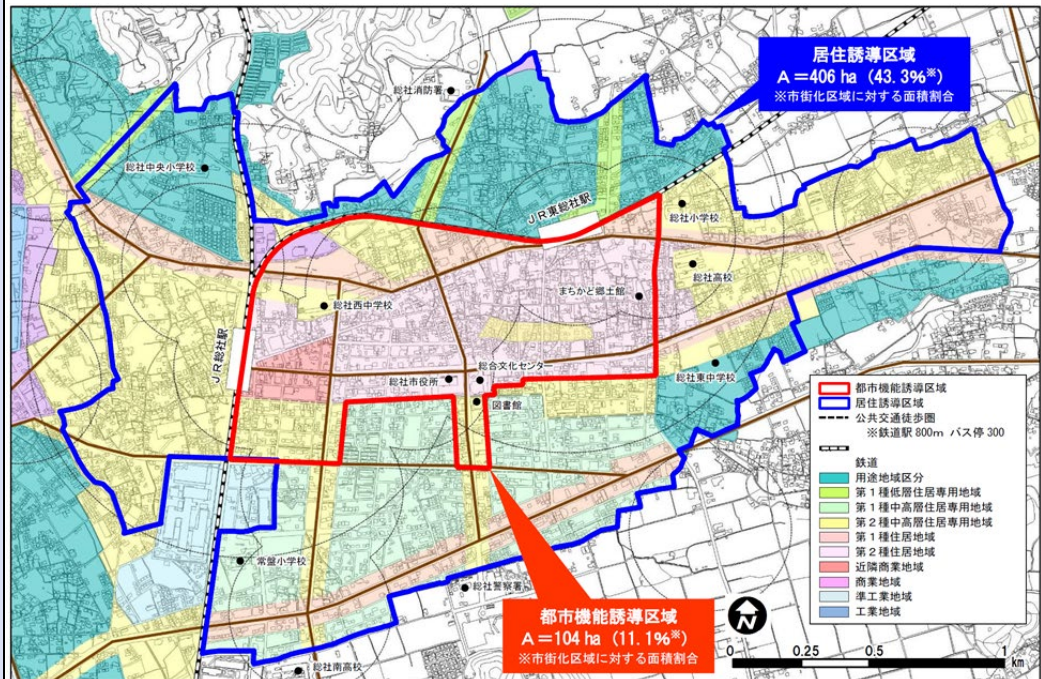 居住誘導区域
A=406 ha (43.3%※)
※市街化区域に対する面積割合
総社消防署
総社中央小学校
JR東総社駅
総社小学校
総社高校
まちかど郷土館
総社西中学校
JR総社駅
総合文化センター
総社市役所
図書館
総社東中学校
常盤小学校
総社警察署
総社南高校
都市機能誘導区域
A=104 ha (11.1%※)
※市街化区域に対する面積割合
都市機能誘導区域
居住誘導区域
公共交通徒歩圏
※鉄道駅 800m バス停 300
鉄道
用途地域区分
第1種低層住居専用地域
第1種中高層住居専用地域
第2種中高層住居専用地域
第1種住居地域
第2種住居地域
近隣商業地域
商業地域
準工業地域
工業地域
N
0 0.25 0.5 1
km